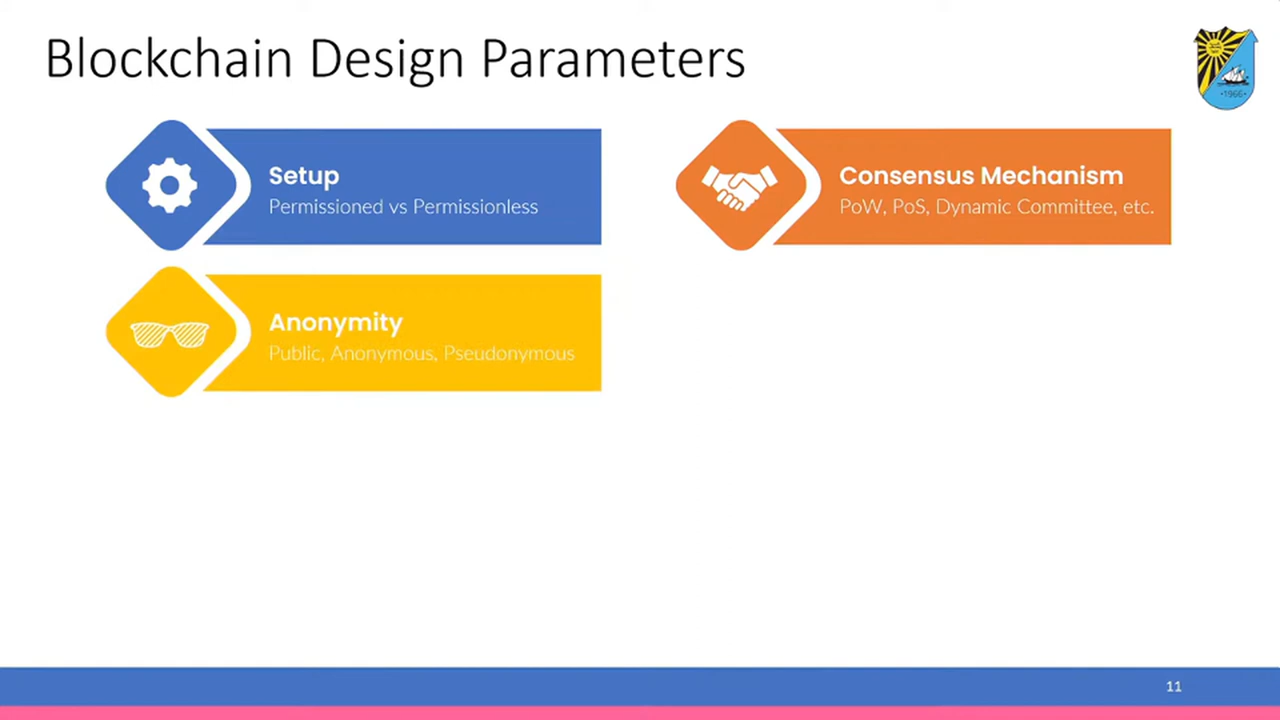 Blockchain Design Parameters
Setup
Permissioned vs Permissionless
Consensus Mechanism
PoW, PoS, Dynamic Committee, etc.
Anonymity
Public, Anonymous, Pseudonymous
•1966•
11